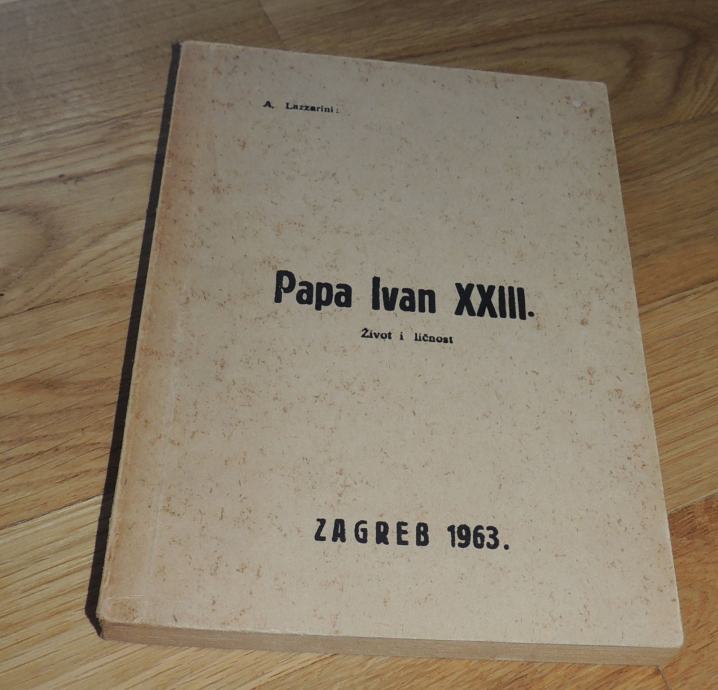 A. Lazzarini:
Papa Ivan XXIII.
Život i ličnost
ZAGREB 1963.